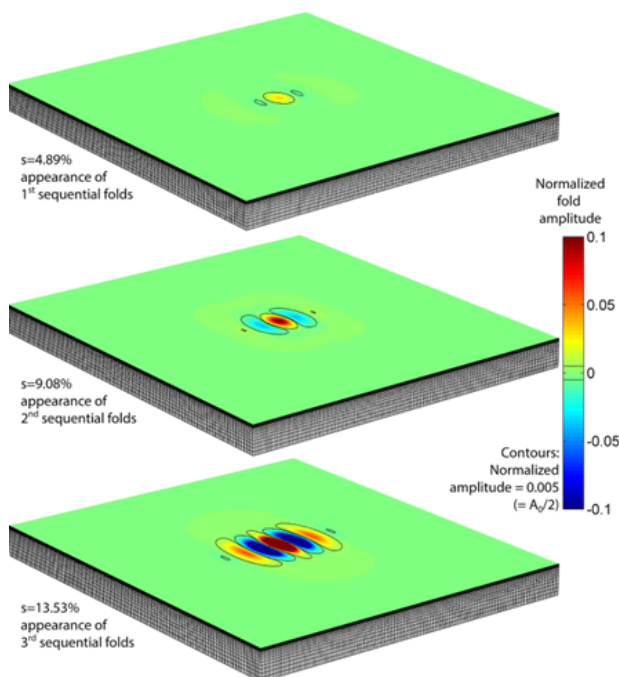 s=4.89%
appearance of
1st sequential folds
Normalized
fold
amplitude
0.1
0.05
0
-0.05
-0.1
s=9.08%
appearance of
2nd sequential folds
Contours:
Normalized
amplitude = 0.005
(= A0/2)
s=13.53%
appearance of
3rd sequential folds